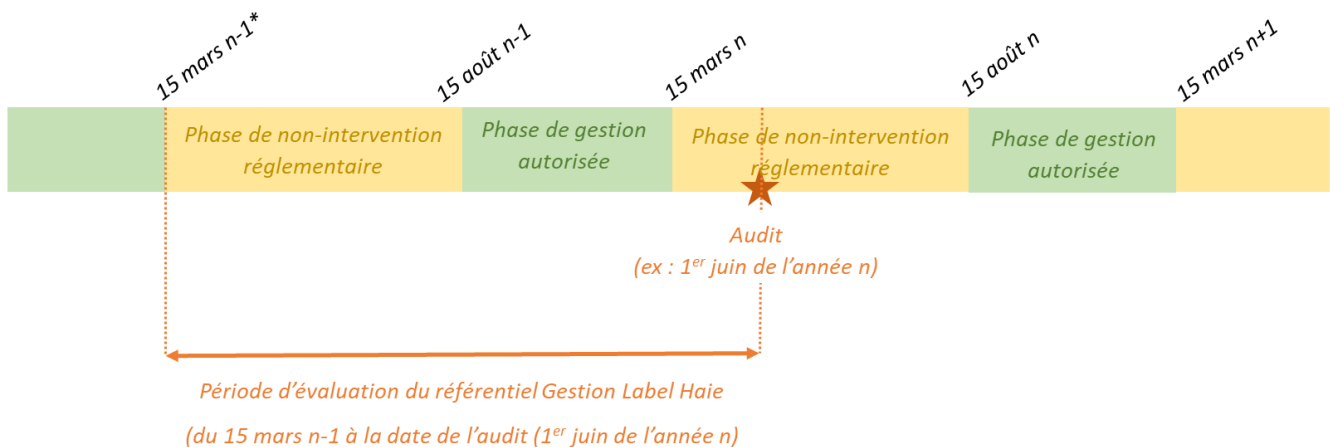 15 mars n-1*
15 août n-1
15 mars n
15 août n
15 mars n+1
Phase de non-intervention
réglementaire
Phase de gestion
autorisée
Phase de non-intervention
réglementaire
Phase de gestion
autorisée
Audit
(ex : 1er juin de l’année n)
Période d’évaluation du référentiel Gestion Label Haie
(du 15 mars n-1 à la date de l’audit (1er juin de l’année n)